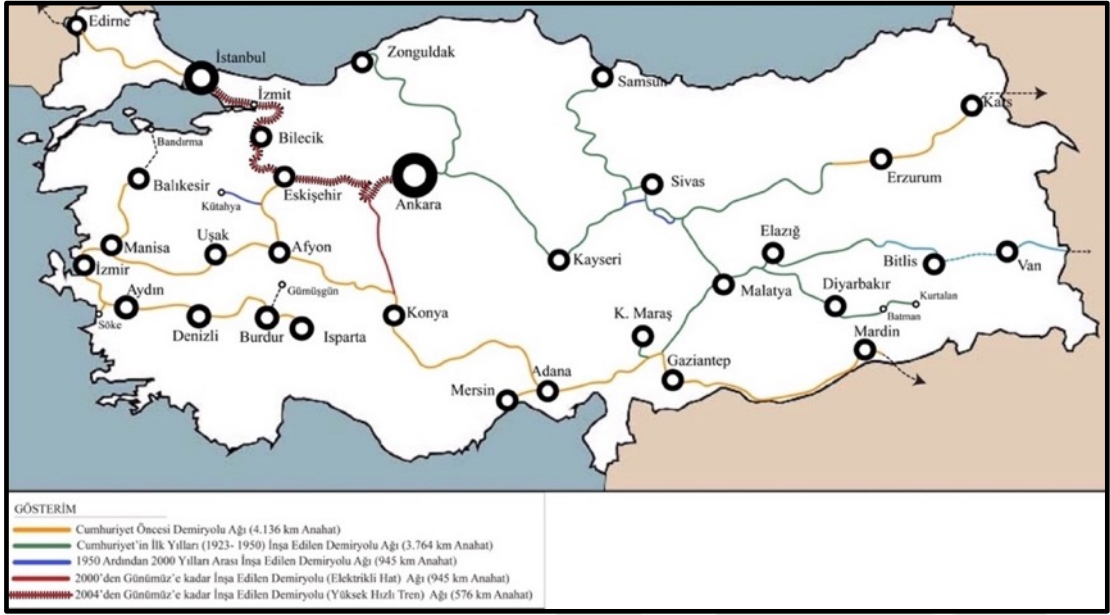 Edirne
İstanbul
Zonguldak
Samsun
Kars
İzmit
Bandırma
Bilecik
Balıkesir
Kütahya
Eskişehir
Ankara
Sivas
Erzurum
Manisa
Uşak
Afyon
Kayseri
Elazığ
Bitlis
Van
İzmir
Aydın
Gümüşgün
Malatya
Diyarbakır
Kurtalan
Batman
Söke
Denizli
Burdur
Isparta
Konya
K. Maraş
Mardin
Gaziantep
Adana
Mersin
GÖSTERİM
Cumhuriyet Öncesi Demiryolu Ağı (4.136 km Anahat)
Cumhuriyet'in İlk Yılları (1923- 1950) İnşa Edilen Demiryolu Ağı (3.764 km Anahat)
1950 Ardından 2000 Yılları Arası İnşa Edilen Demiryolu Ağı (945 km Anahat)
2000'den Günümüz'e kadar İnşa Edilen Demiryolu (Elektrikli Hat) Ağı (945 km Anahat)
2004'den Günümüz'e kadar İnşa Edilen Demiryolu (Yüksek Hızlı Tren) Ağı (576 km Anahat)